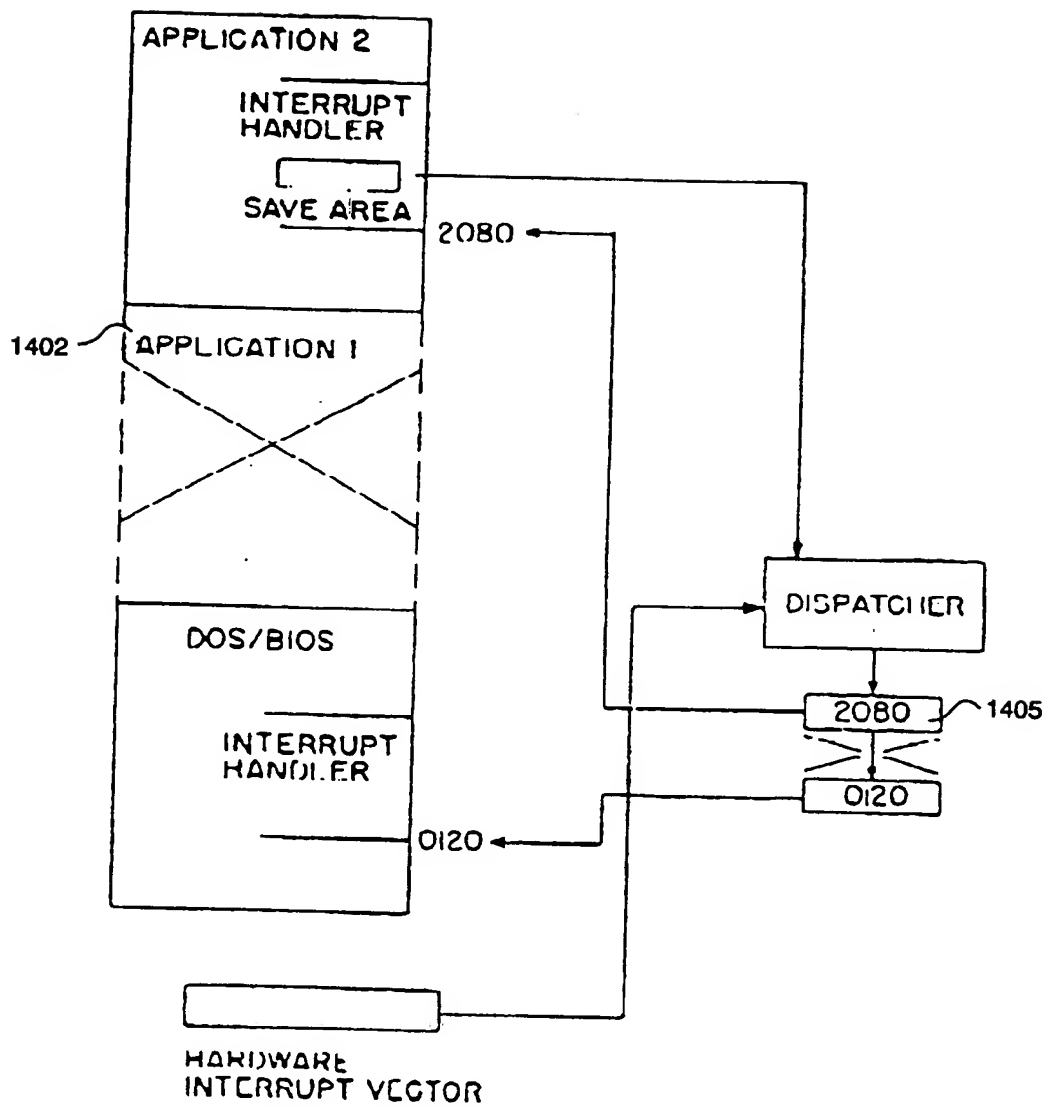 APPLICATION 2
INTERRUPT
HANDLER
SAVE AREA
2080
1402
APPLICATION 1
DISPATCHER
DOS/BIOS
2080
1405
INTERRUPT
HANDLER
0120
0120
HARDWARE
INTERRUPT VECTOR